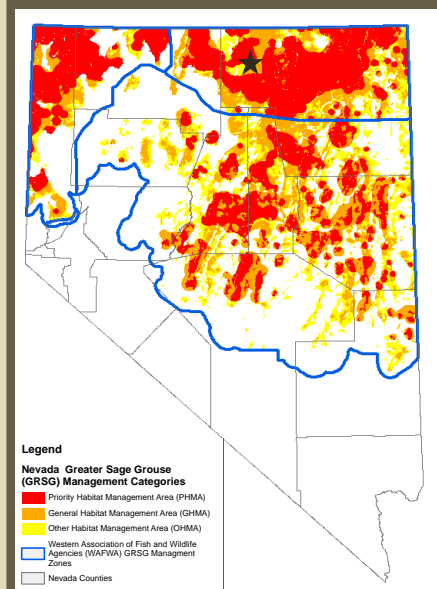 Legend
Nevada Greater Sage Grouse
(GRSG) Management Categories
Priority Habitat Management Area (PHMA)
General Habitat Management Area (GHMA)
Other Habitat Management Area (OHMA)
Western Association of Fish and Wildlife
Agencies (WAFWA) GRSG Managment
Zones
Nevada Counties